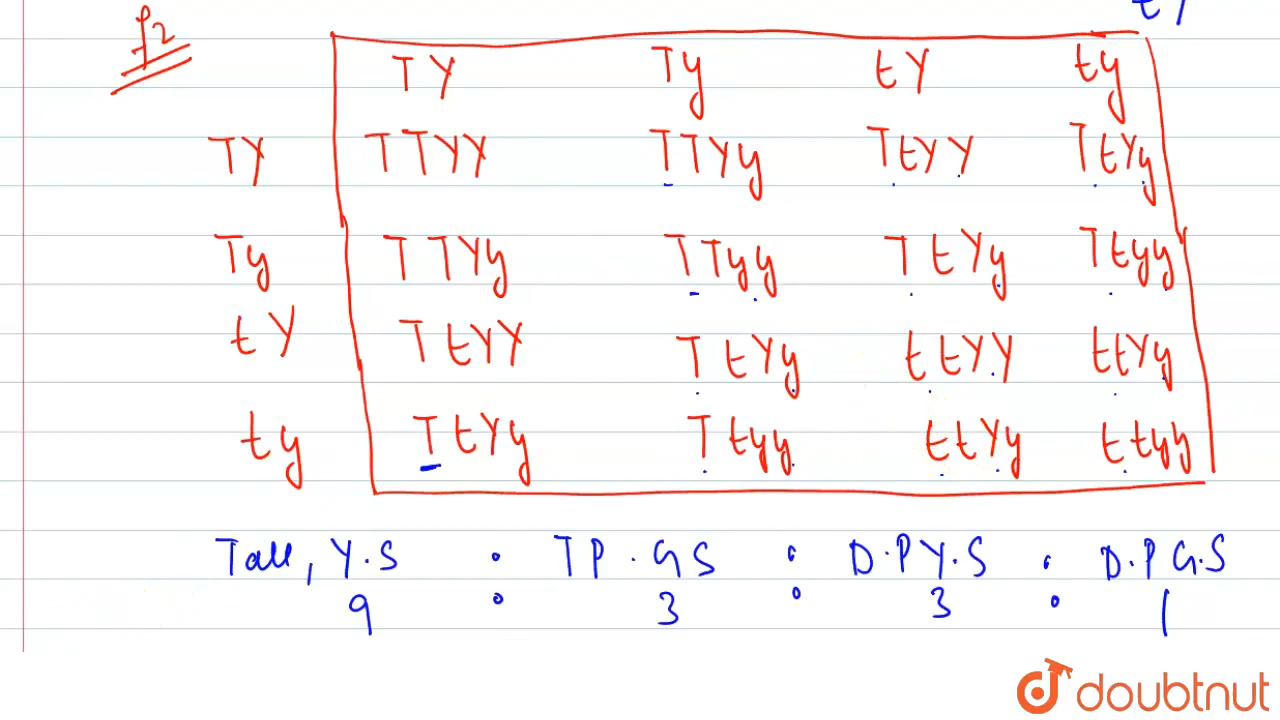 tY
f2
TY Ty tY ty
TY TTYY TTYy TtYY TtYy
Ty TTYy TTyy TtYy Ttyy
tY TtYY TtYy ttYY ttYy
ty TtYy Ttyy ttYy ttyy
Tall, Y.S : TP.GS : D.P Y.S : D.P G.S
9 : 3 : 3 : 1
doubtnut